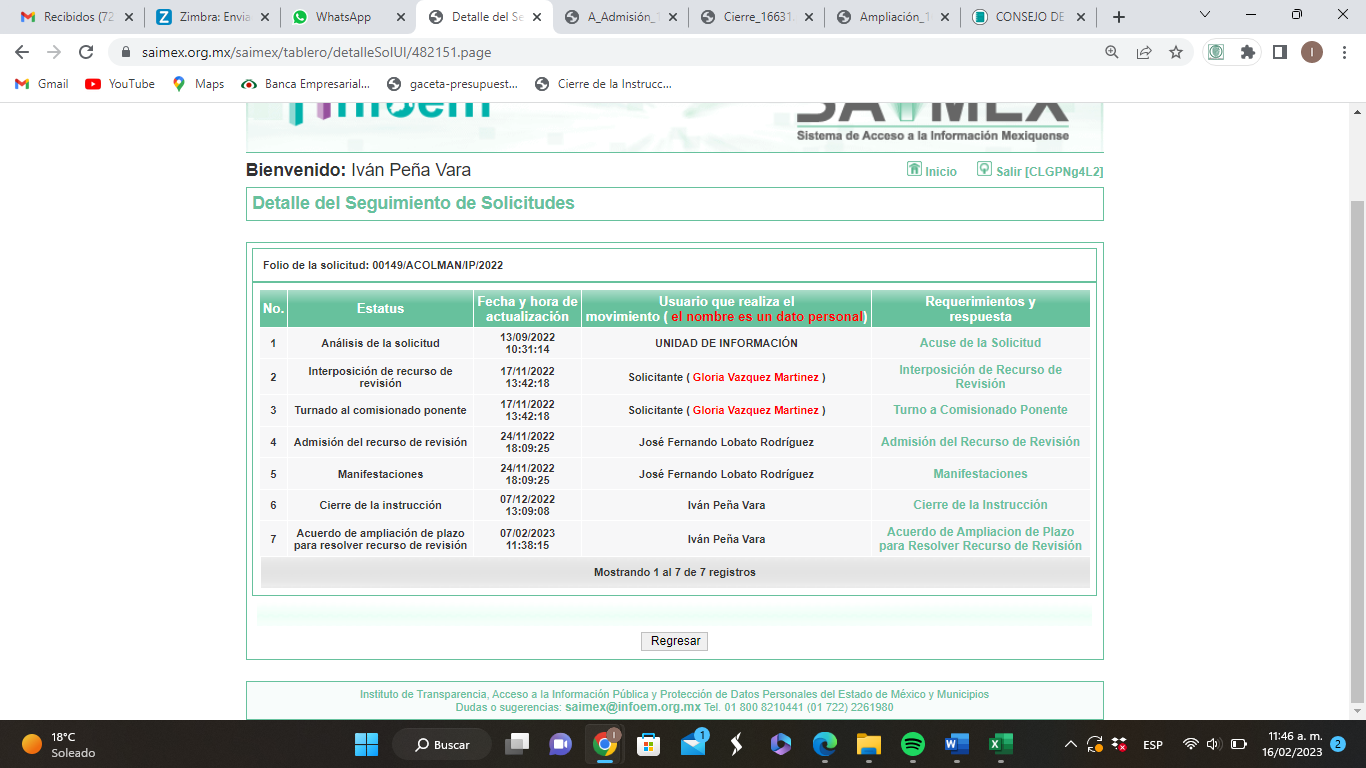 Recibidos (72
Zimbra: Envia
WhatsApp
Detalle del Se
A_Admisión_1
Cierre_16631
Ampliación_1
CONSEJO DE
saimex.org.mx/saimex/tablero/detalleSolUI/482151.page
I
Gmail
YouTube
Maps
Banca Empresarial...
gaceta-presupuest...
Cierre de la Instrucc...
infoem
SAIMEX
Sistema de Acceso a la Información Mexiquense
Bienvenido: Iván Peña Vara
Inicio
Salir [CLGPNg4L2]
Detalle del Seguimiento de Solicitudes
Folio de la solicitud: 00149/ACOLMAN/IP/2022
No. Estatus Fecha y hora de actualización Usuario que realiza el movimiento ( el nombre es un dato personal) Requerimientos y respuesta
1 Análisis de la solicitud 13/09/2022 10:31:14 UNIDAD DE INFORMACIÓN Acuse de la Solicitud
2 Interposición de recurso de revisión 17/11/2022 13:42:18 Solicitante ( Gloria Vazquez Martinez ) Interposición de Recurso de Revisión
3 Turnado al comisionado ponente 17/11/2022 13:42:18 Solicitante ( Gloria Vazquez Martinez ) Turno a Comisionado Ponente
4 Admisión del recurso de revisión 24/11/2022 18:09:25 José Fernando Lobato Rodríguez Admisión del Recurso de Revisión
5 Manifestaciones 24/11/2022 18:09:25 José Fernando Lobato Rodríguez Manifestaciones
6 Cierre de la instrucción 07/12/2022 13:09:08 Iván Peña Vara Cierre de la Instrucción
7 Acuerdo de ampliación de plazo para resolver recurso de revisión 07/02/2023 11:38:15 Iván Peña Vara Acuerdo de Ampliacion de Plazo para Resolver Recurso de Revisión
Mostrando 1 al 7 de 7 registros
Regresar
Instituto de Transparencia, Acceso a la Información Pública y Protección de Datos Personales del Estado de México y Municipios
Dudas o sugerencias: saimex@infoem.org.mx Tel. 01 800 8210441 (01 722) 2261980
18°C
Soleado
Buscar
1
ESP
11:46 a. m.
16/02/2023
2